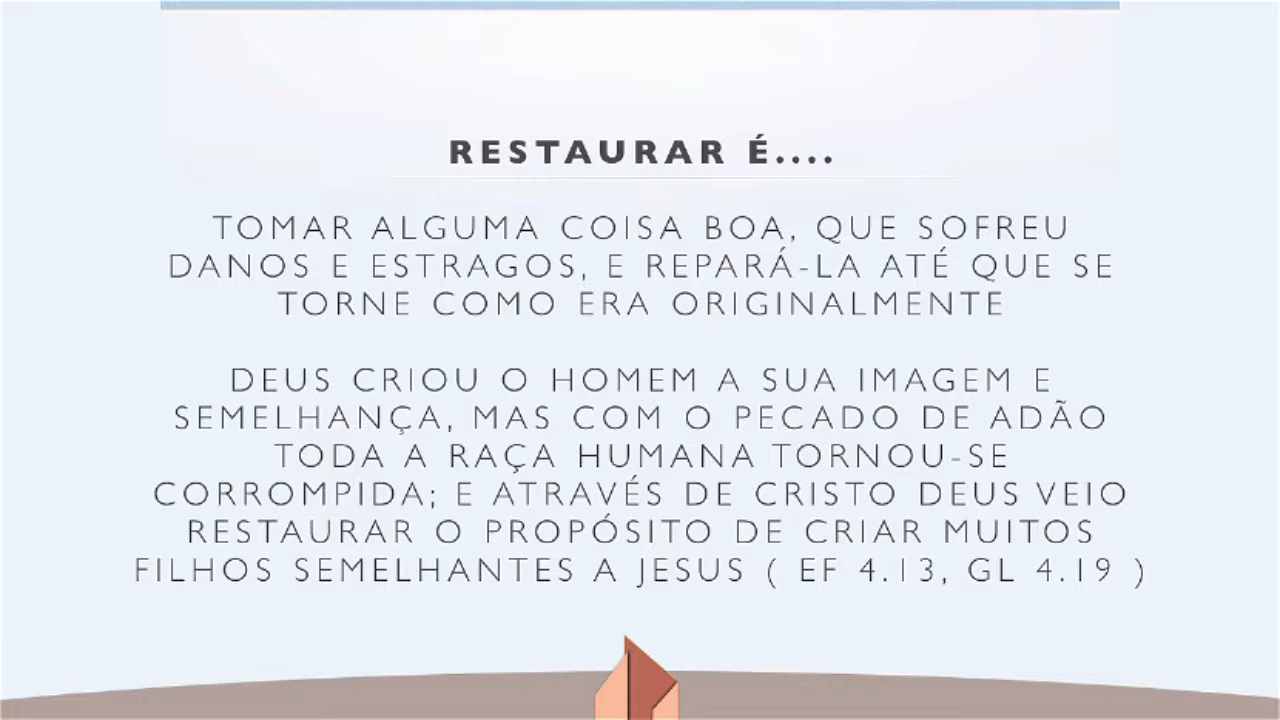 RESTAURAR É....
TOMAR ALGUMA COISA BOA, QUE SOFREU
DANOS E ESTRAGOS, E REPARÁ-LA ATÉ QUE SE
TORNE COMO ERA ORIGINALMENTE
DEUS CRIOU O HOMEM A SUA IMAGEM E
SEMELHANÇA, MAS COM O PECADO DE ADÃO
TODA A RAÇA HUMANA TORNOU-SE
CORROMPIDA; E ATRAVÉS DE CRISTO DEUS VEIO
RESTAURAR O PROPÓSITO DE CRIAR MUITOS
FILHOS SEMELHANTES A JESUS ( EF 4.13, GL 4.19 )